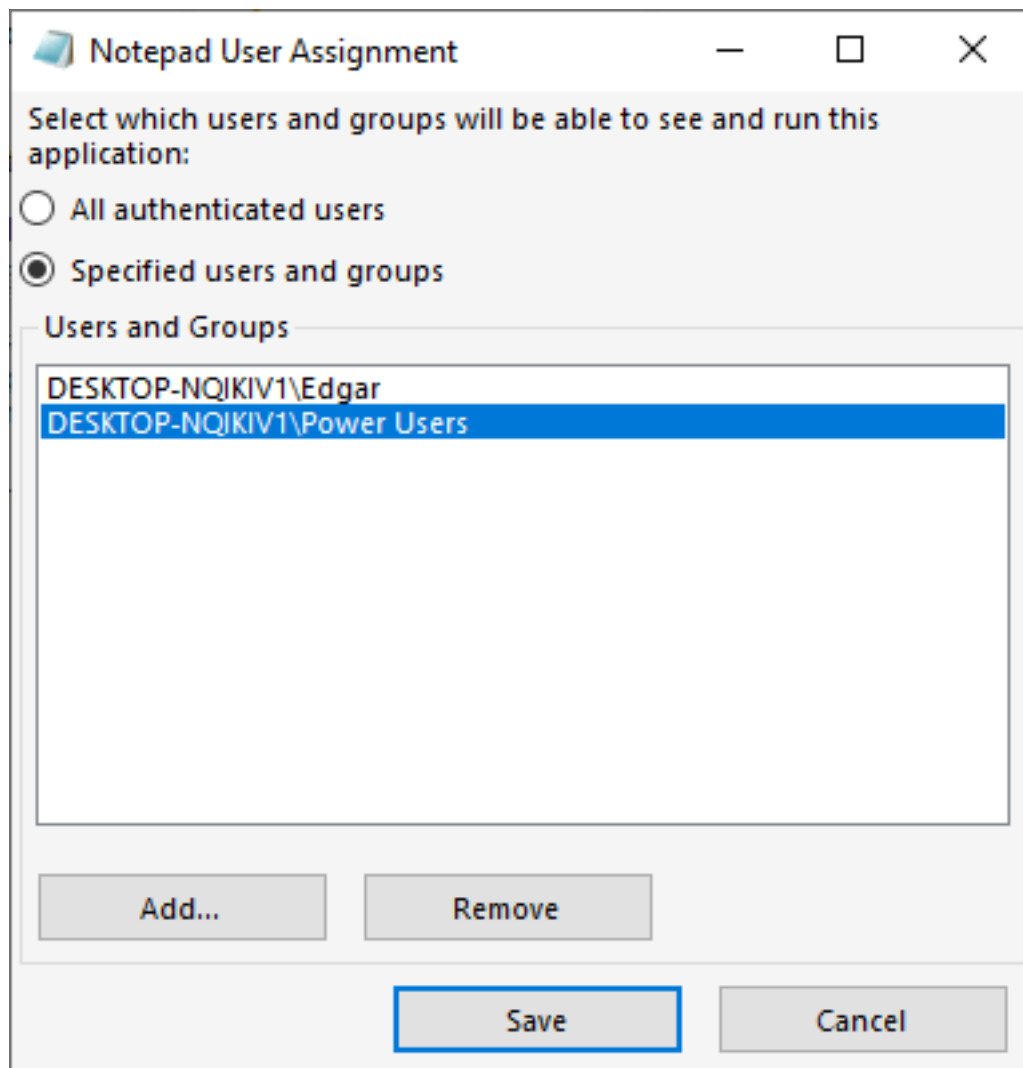 Notepad User Assignment
Select which users and groups will be able to see and run this
application:
All authenticated users
Specified users and groups
Users and Groups
DESKTOP-NQIKIV1\Edgar
DESKTOP-NQIKIV1\Power Users
Add...
Remove
Save
Cancel